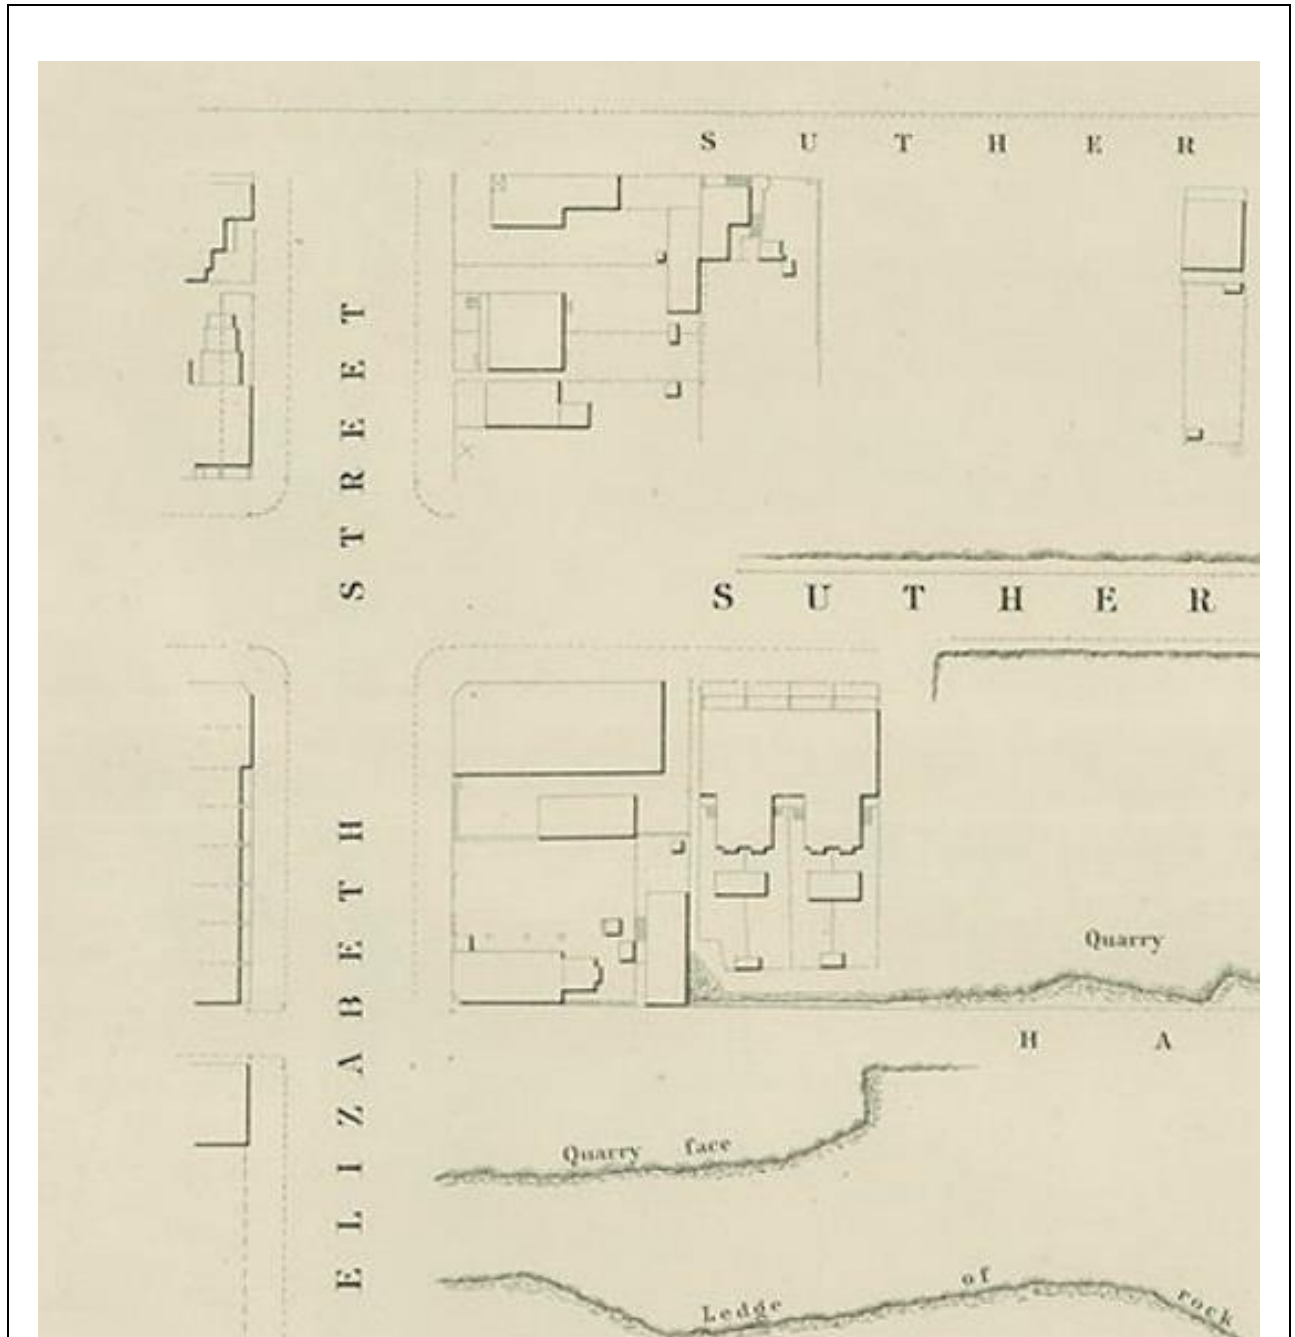 S U T H E R
S U T H E R
ELIZABETH STREET
Quarry
H A
Quarry face
Ledge of rock